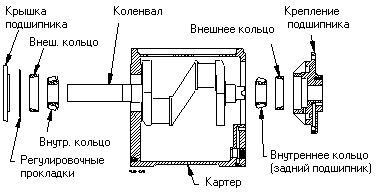 Крышка
подшипника
Внеш. кольцо
Коленвал
Внешнее кольцо
Крепление
подшипника
Внутр. кольцо
Регулировочные
прокладки
Картер
Внутреннее кольцо
(задний подшипник)